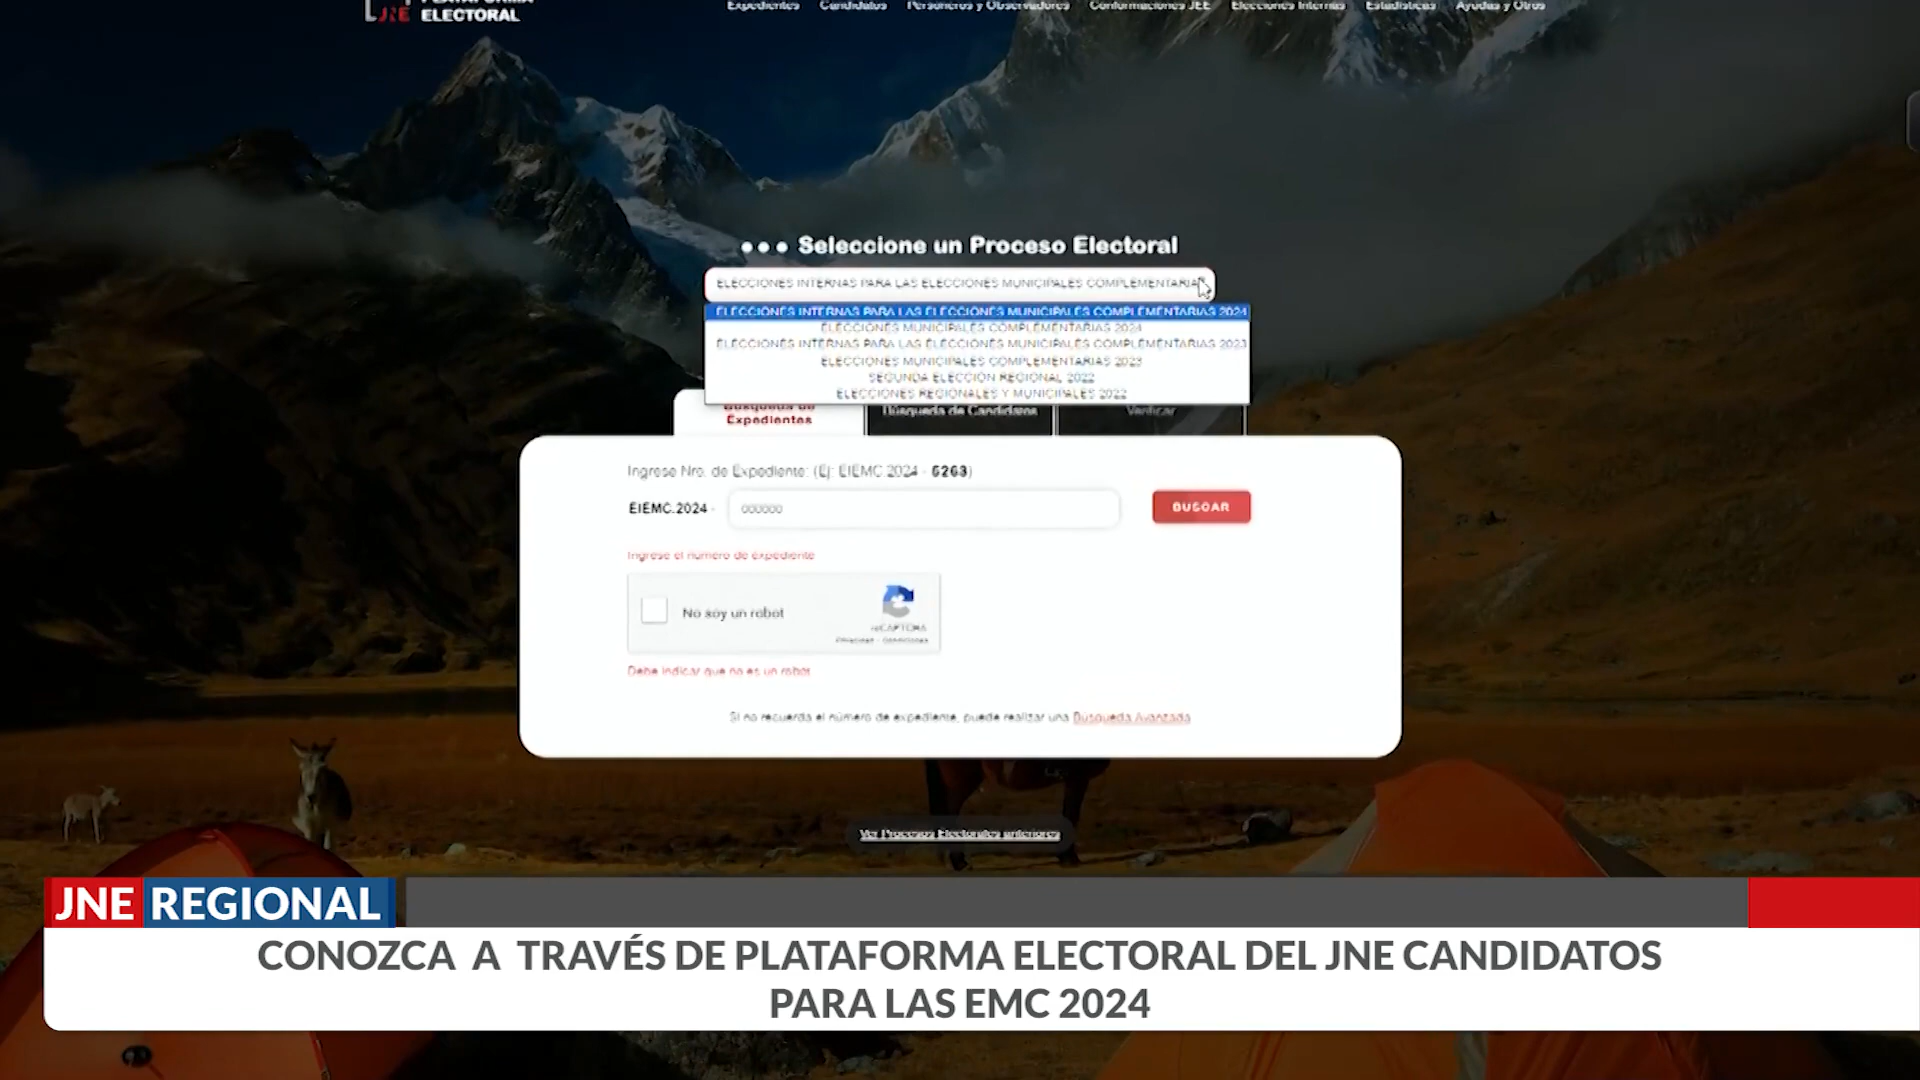 JNE
ELECTORAL
Expedientes Candidatos Personeros y Observadores Conformaciones JEE Elecciones Internas Estadísticas Ayudas y Otros
Seleccione un Proceso Electoral
ELECCIONES INTERNAS PARA LAS ELECCIONES MUNICIPALES COMPLEMENTARIAS
ELECCIONES INTERNAS PARA LAS ELECCIONES MUNICIPALES COMPLEMENTARIAS 2024
ELECCIONES MUNICIPALES COMPLEMENTARIAS 2024
ELECCIONES INTERNAS PARA LAS ELECCIONES MUNICIPALES COMPLEMENTARIAS 2023
ELECCIONES MUNICIPALES COMPLEMENTARIAS 2023
SEGUNDA ELECCIÓN REGIONAL 2022
ELECCIONES REGIONALES Y MUNICIPALES 2022
Búsqueda de
Expedientes
Búsqueda de Candidatos
Verificar
Ingrese Nro. de Expediente: (Ej: EIEMC 2024 - 6263)
EIEMC.2024 - 000000
BUSCAR
Ingrese el número de expediente
No soy un robot
reCAPTCHA
Privacidad - Condiciones
Debe indicar que no es un robot
Si no recuerda el número de expediente, puede realizar una Búsqueda Avanzada
Ver Procesos Electorales anteriores
JNE REGIONAL
CONOZCA A TRAVÉS DE PLATAFORMA ELECTORAL DEL JNE CANDIDATOS
PARA LAS EMC 2024